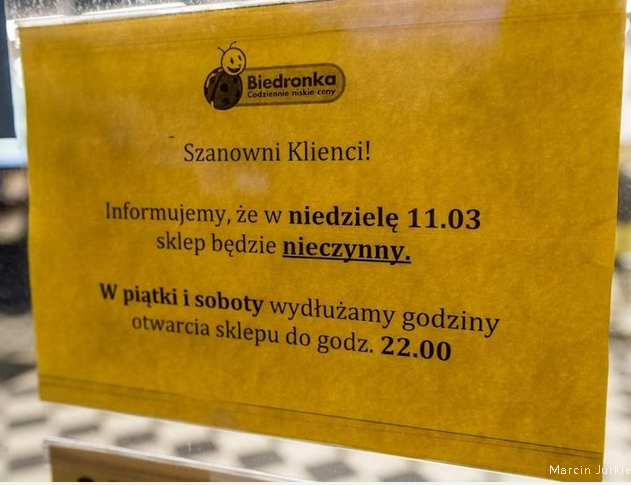 Biedronka
Codziennie niskie ceny
Szanowni Klienci!
Informujemy, że w niedzielę 11.03
sklep będzie nieczynny.
W piątki i soboty wydłużamy godziny
otwarcia sklepu do godz. 22.00
Marcin Jurkie